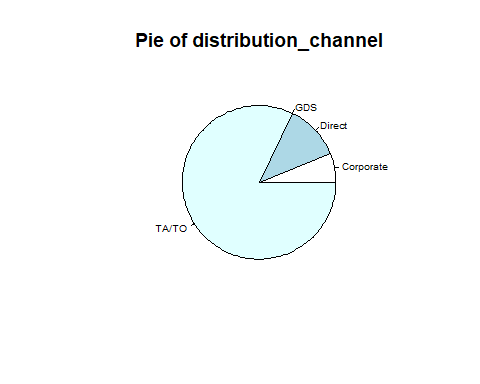 Pie of distribution_channel
GDS
Direct
Corporate
TA/TO